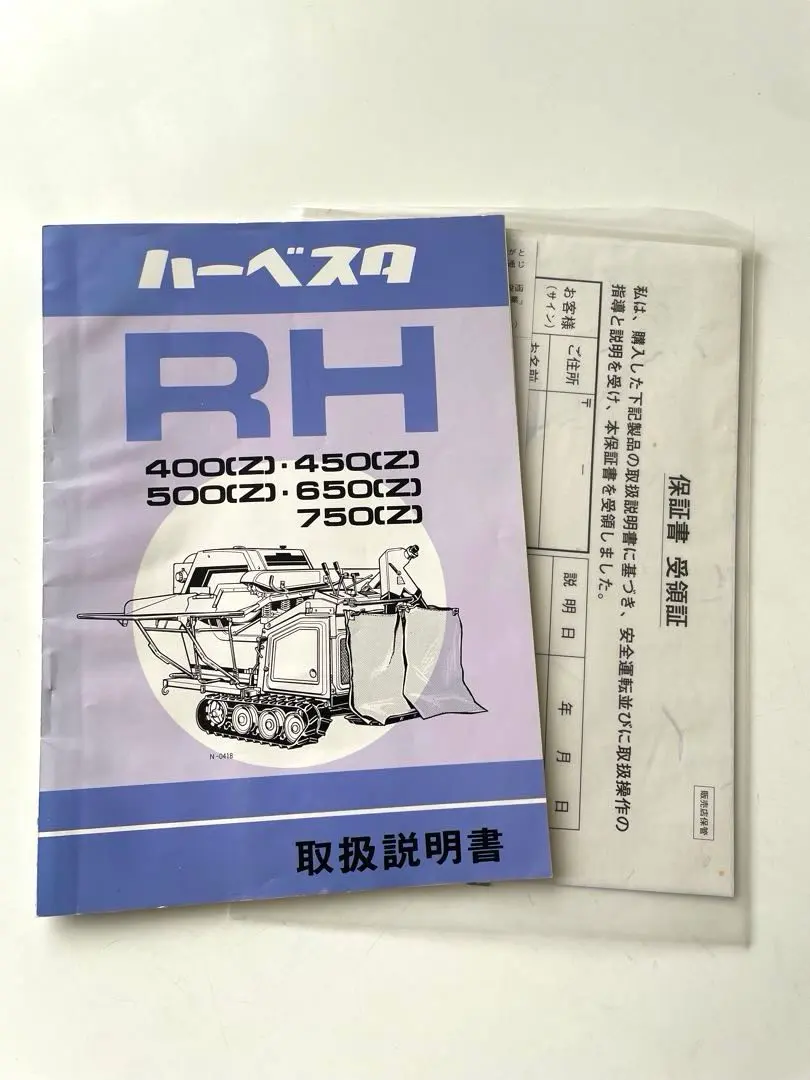 ハーベスタ
RH
400(Z)・450(Z)
500(Z)・650(Z)
750(Z)
N-0418
取扱説明書
保証書 受領証
私は、購入した下記製品の取扱説明書に基づき、安全運転並びに取扱操作の
指導と説明を受け、本保証書を受領しました。
お客様
(サイン)
ご住所
〒 －
お名前
説明日
年 月 日
販売店保管